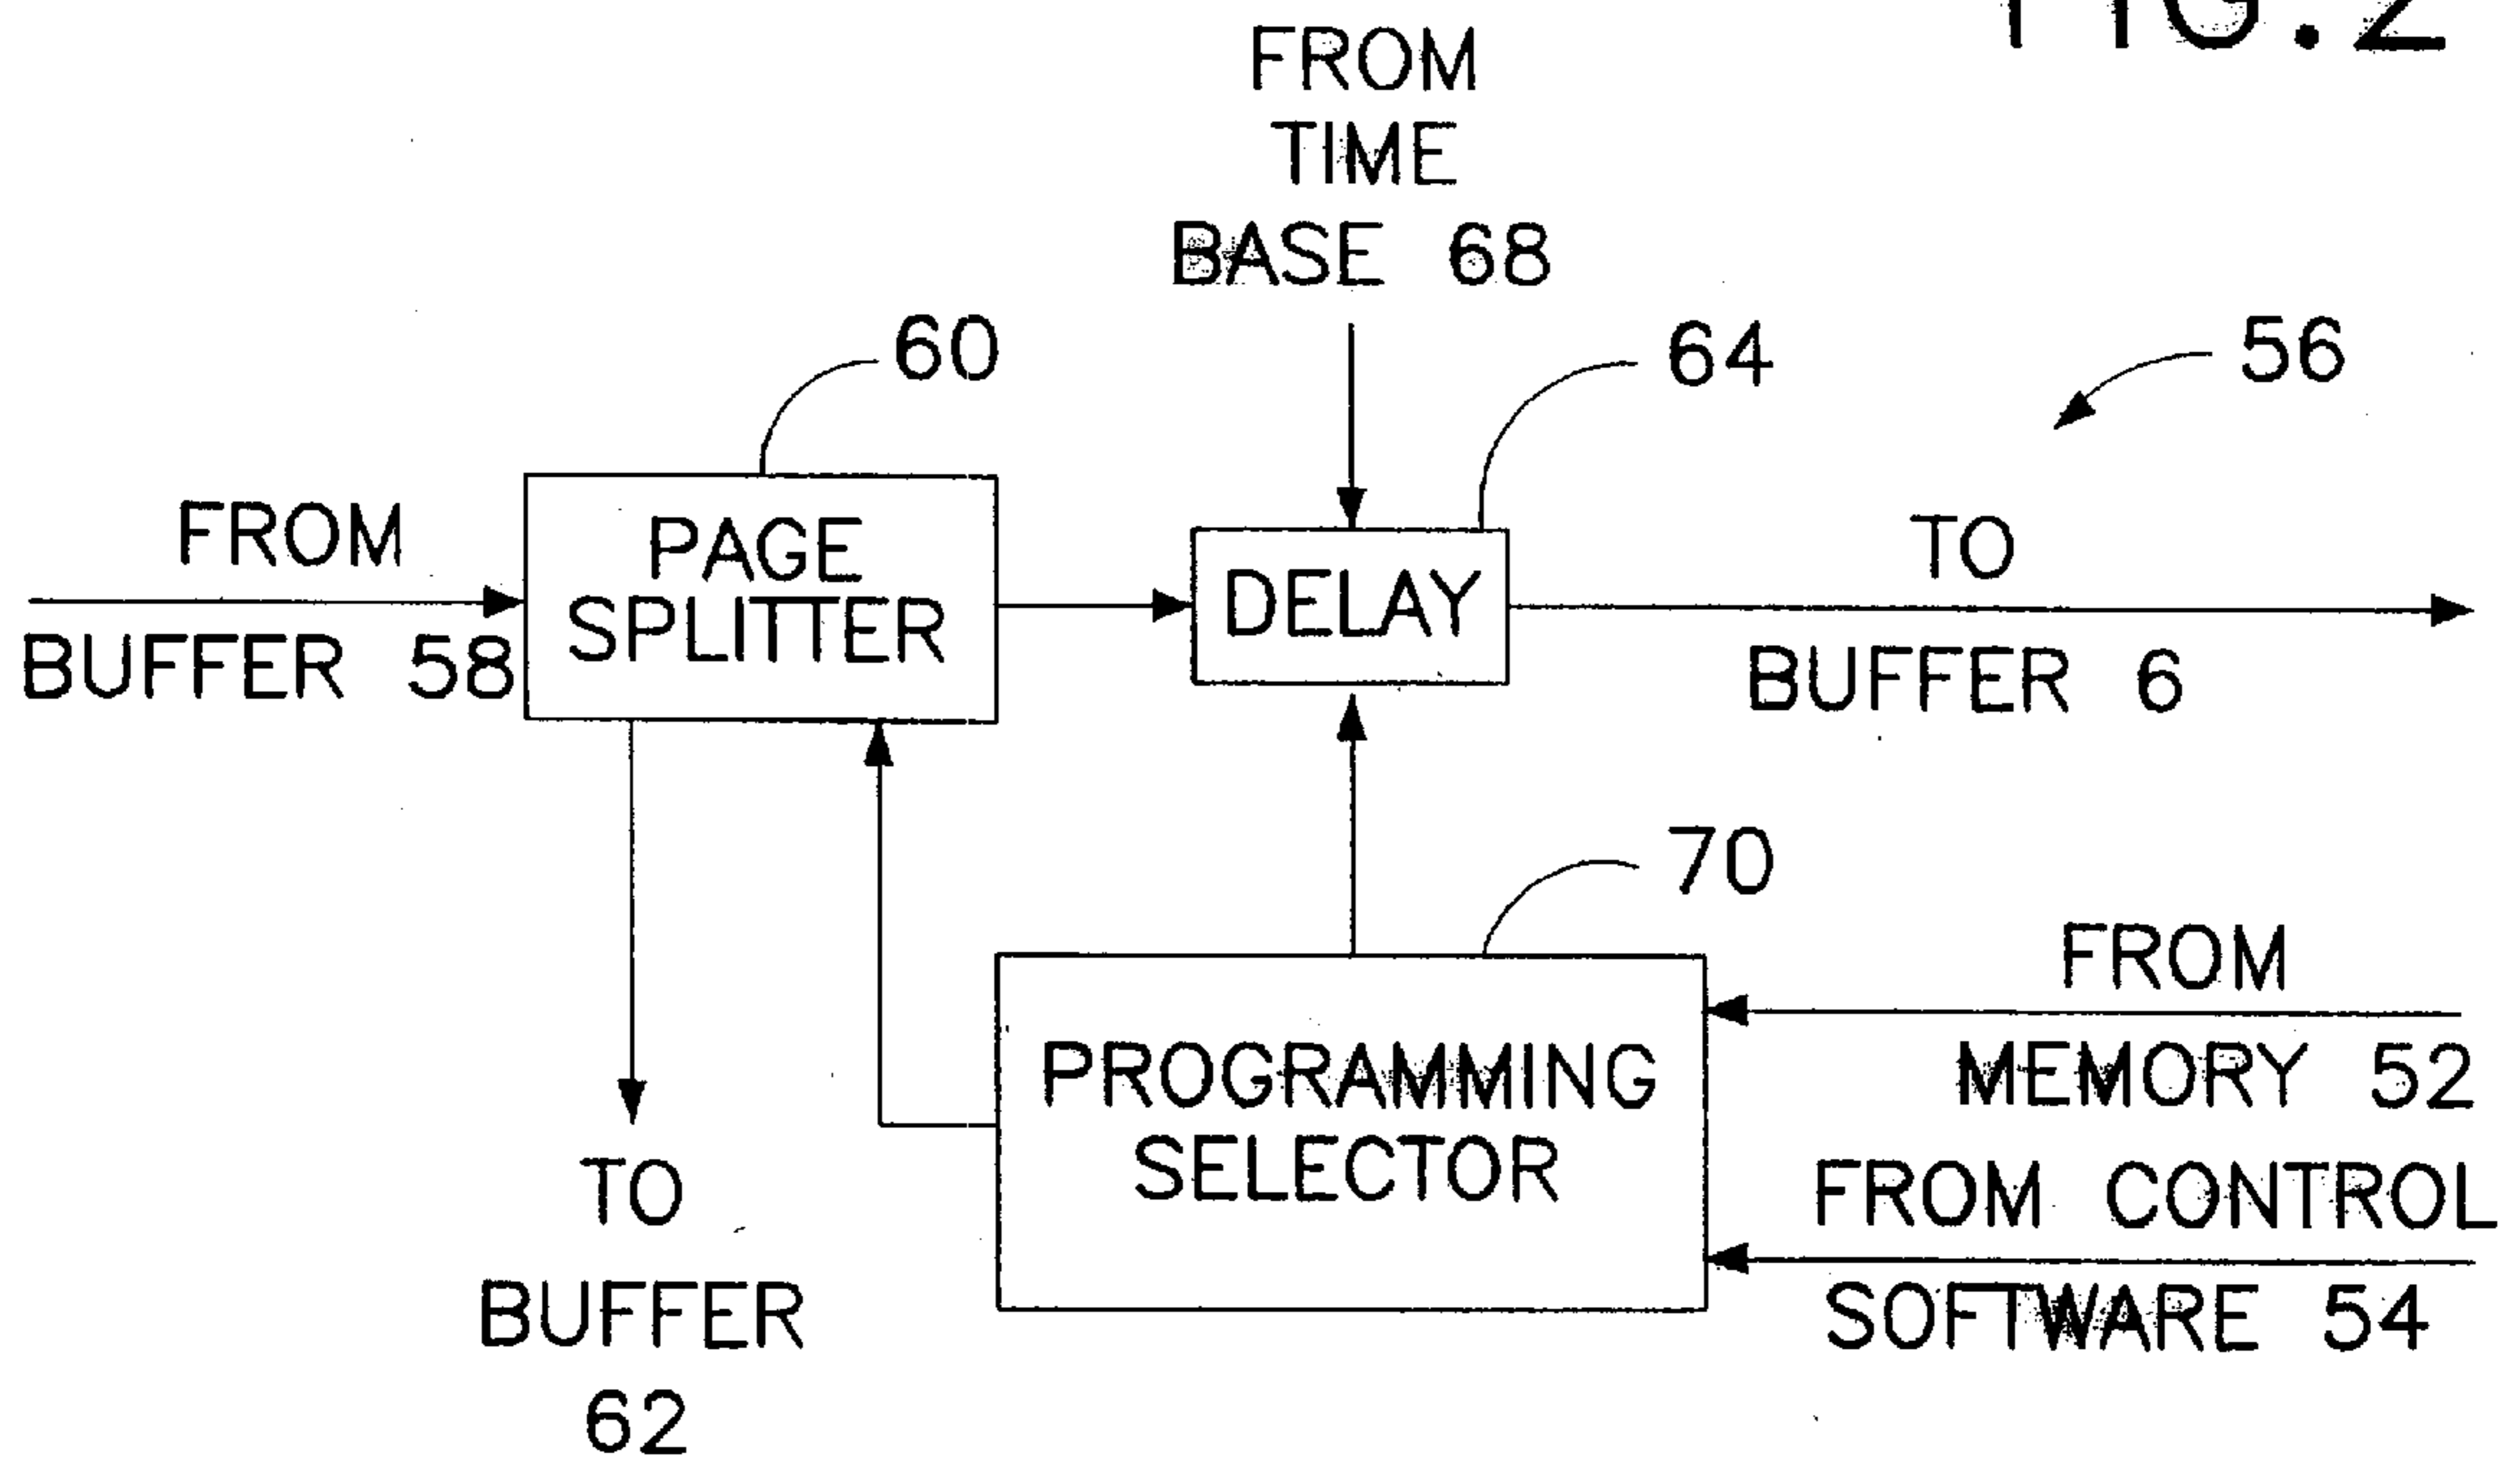 FIG.2
FROM
TIME
BASE 68
60
64
56
FROM
BUFFER 58
PAGE
SPLITTER
DELAY
TO
BUFFER 6
70
FROM
MEMORY 52
PROGRAMMING
SELECTOR
FROM CONTROL
SOFTWARE 54
TO
BUFFER
62